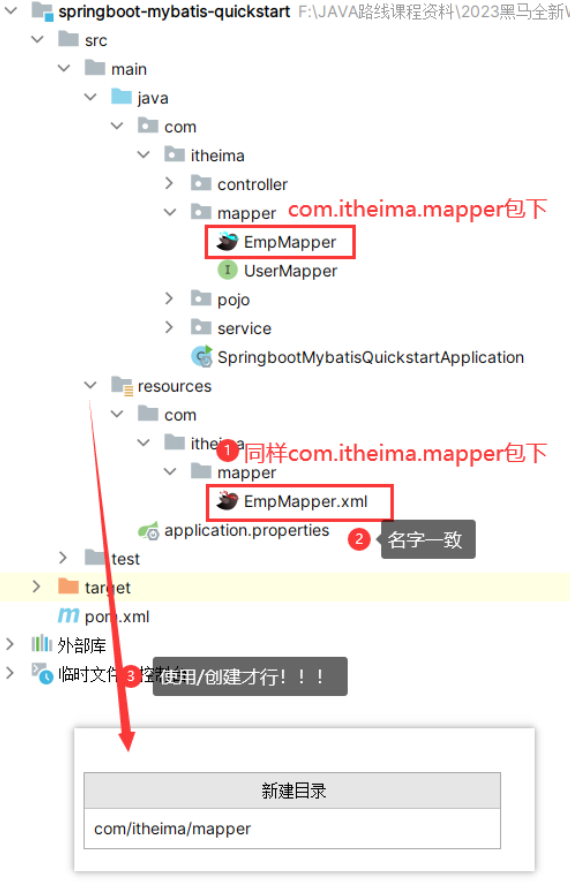 springboot-mybatis-quickstart F:\JAVA路线课程资料\2023黑马全新
src
main
java
com
itheima
controller
mapper com.itheima.mapper包下
EmpMapper
I UserMapper
pojo
service
SpringbootMybatisQuickstartApplication
resources
com
itheima 1 同样com.itheima.mapper包下
mapper
EmpMapper.xml
application.properties 2 名字一致
test
target
m pom.xml
外部库
临时文件 控制台 3 使用/创建才行！！！
新建目录
com/itheima/mapper